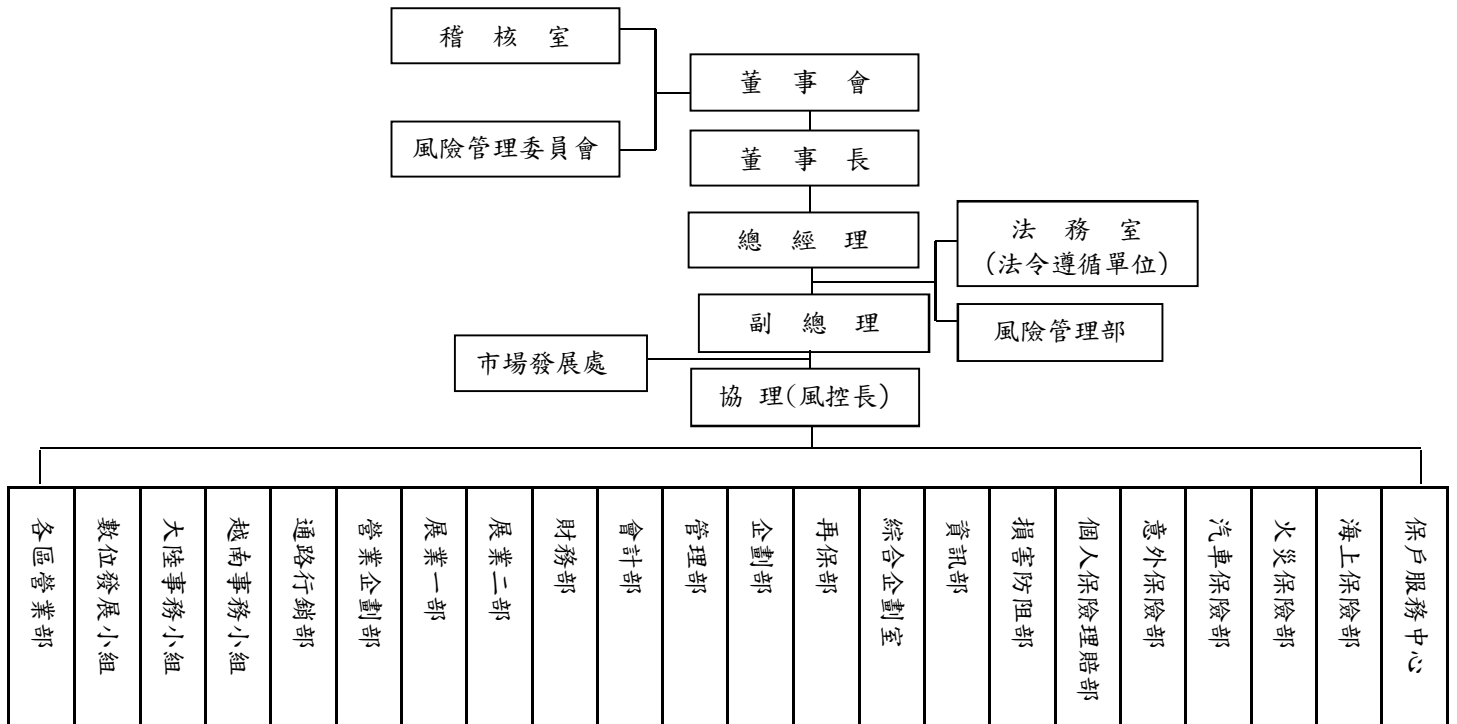 稽核室
董事會
風險管理委員會
董事長
總經理
法務室
(法令遵循單位)
副總理
風險管理部
市場發展處
協理(風控長)
各區營業部
數位發展小組
大陸事務小組
越南事務小組
通路行銷部
營業企劃部
展業一部
展業二部
財務部
會計部
管理部
企劃部
再保部
綜合企劃室
資訊部
損害防阻部
個人保險理賠部
意外保險部
汽車保險部
火災保險部
海上保險部
保戶服務中心